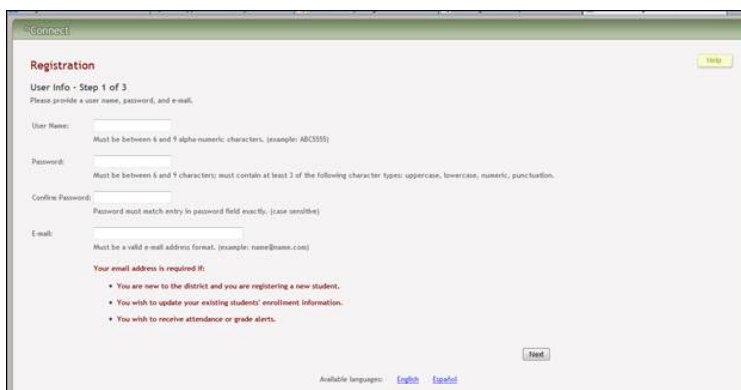 Connect
Registration
Help
User Info - Step 1 of 3
Please provide a user name, password, and e-mail.
User Name:
Must be between 6 and 9 alpha-numeric characters. (example: ABC5555)
Password:
Must be between 6 and 9 characters; must contain at least 3 of the following character types: uppercase, lowercase, numeric, punctuation.
Confirm Password:
Password must match entry in password field exactly. (case sensitive)
E-mail:
Must be a valid e-mail address format. (example: name@name.com)
Your email address is required if:
• You are new to the district and you are registering a new student.
• You wish to update your existing students' enrollment information.
• You wish to receive attendance or grade alerts.
Next
Available languages: English Español